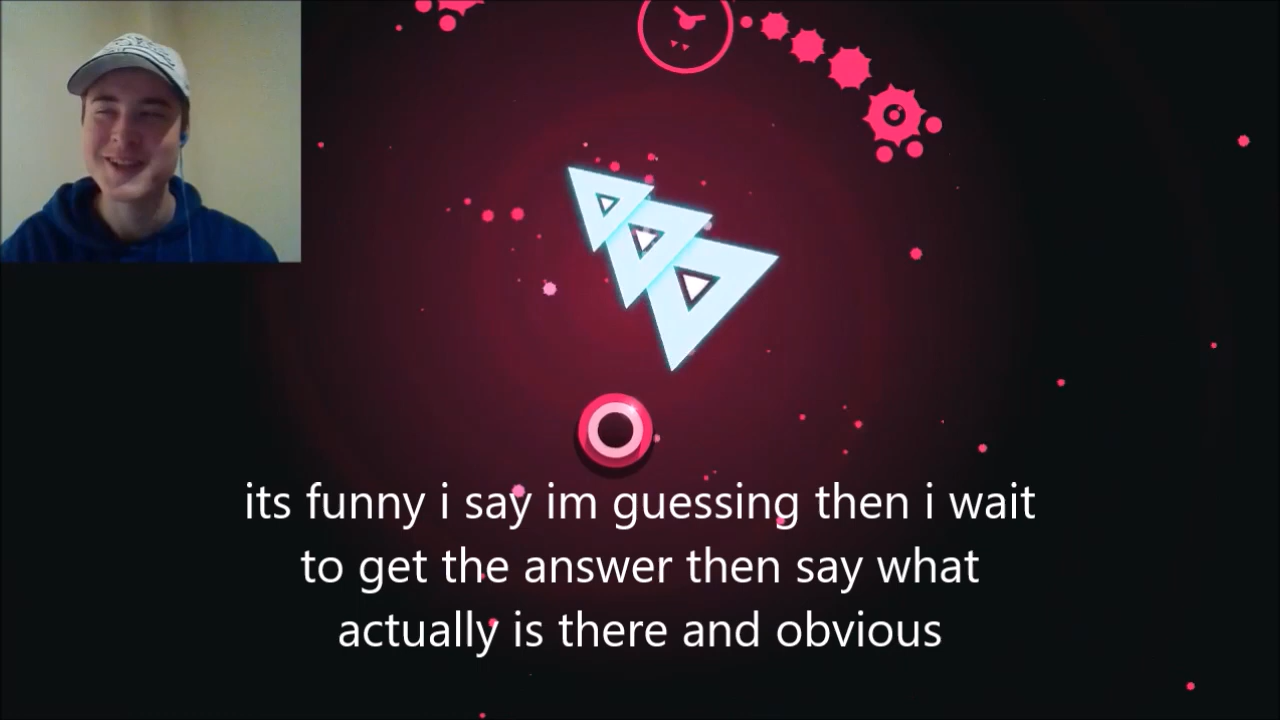 its funny i say im guessing then i wait
to get the answer then say what
actually is there and obvious